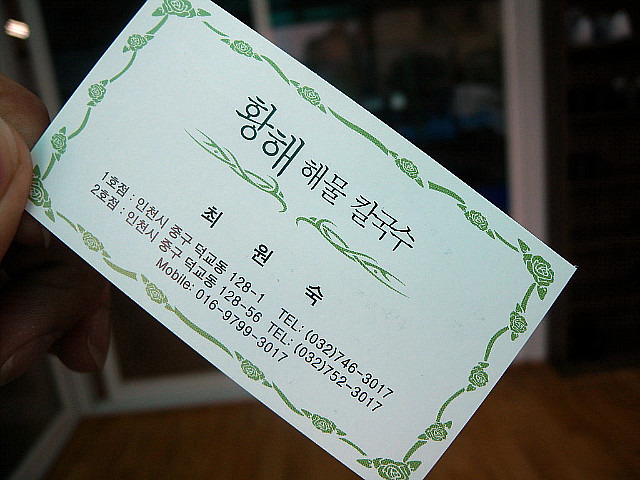 황해 해물 칼국수
최 원 숙
1호점 : 인천시 중구 덕교동 128-1 TEL: (032)746-3017
2호점 : 인천시 중구 덕교동 128-56 TEL: (032)752-3017
Mobile: 016-9799-3017